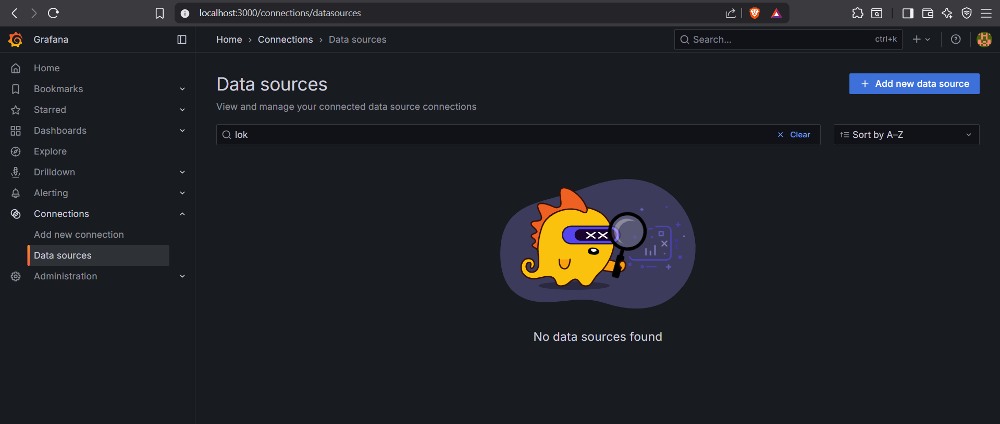 localhost:3000/connections/datasources
Grafana
Home › Connections › Data sources
Search...
ctrl+k
Home
Bookmarks
Starred
Dashboards
Explore
Drilldown
Alerting
Connections
Add new connection
Data sources
Administration
Data sources
Add new data source
View and manage your connected data source connections
lok
Clear
Sort by A–Z
No data sources found